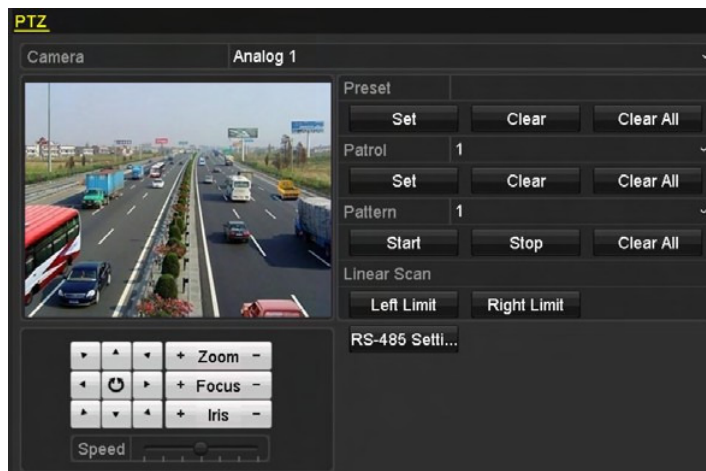 PTZ
Camera Analog 1
Preset
Set Clear Clear All
Patrol 1
Set Clear Clear All
Pattern 1
Start Stop Clear All
Linear Scan
Left Limit Right Limit
RS-485 Setti...
+ Zoom -
+ Focus -
+ Iris -
Speed